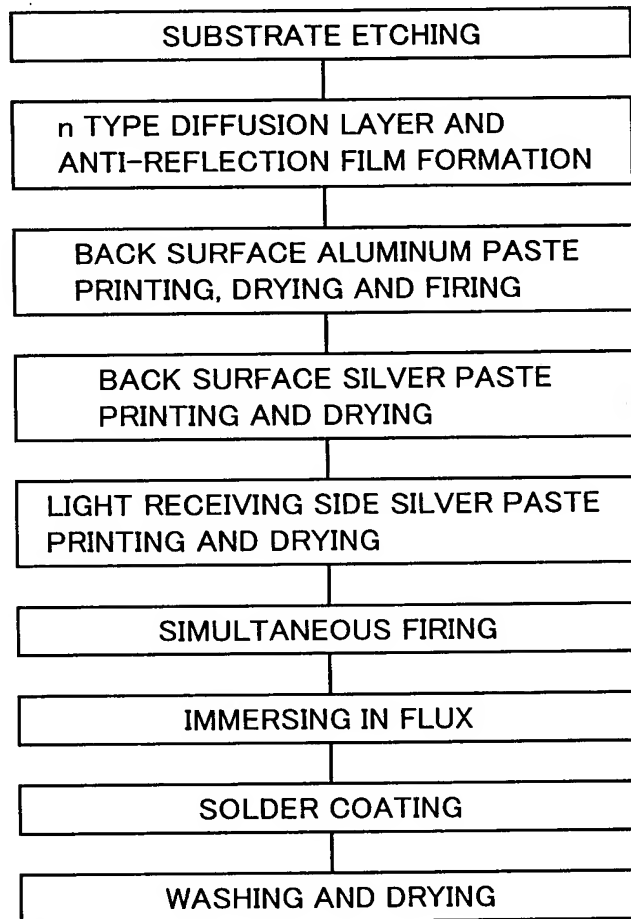 SUBSTRATE ETCHING
n TYPE DIFFUSION LAYER AND
ANTI-REFLECTION FILM FORMATION
BACK SURFACE ALUMINUM PASTE
PRINTING, DRYING AND FIRING
BACK SURFACE SILVER PASTE
PRINTING AND DRYING
LIGHT RECEIVING SIDE SILVER PASTE
PRINTING AND DRYING
SIMULTANEOUS FIRING
IMMERSING IN FLUX
SOLDER COATING
WASHING AND DRYING